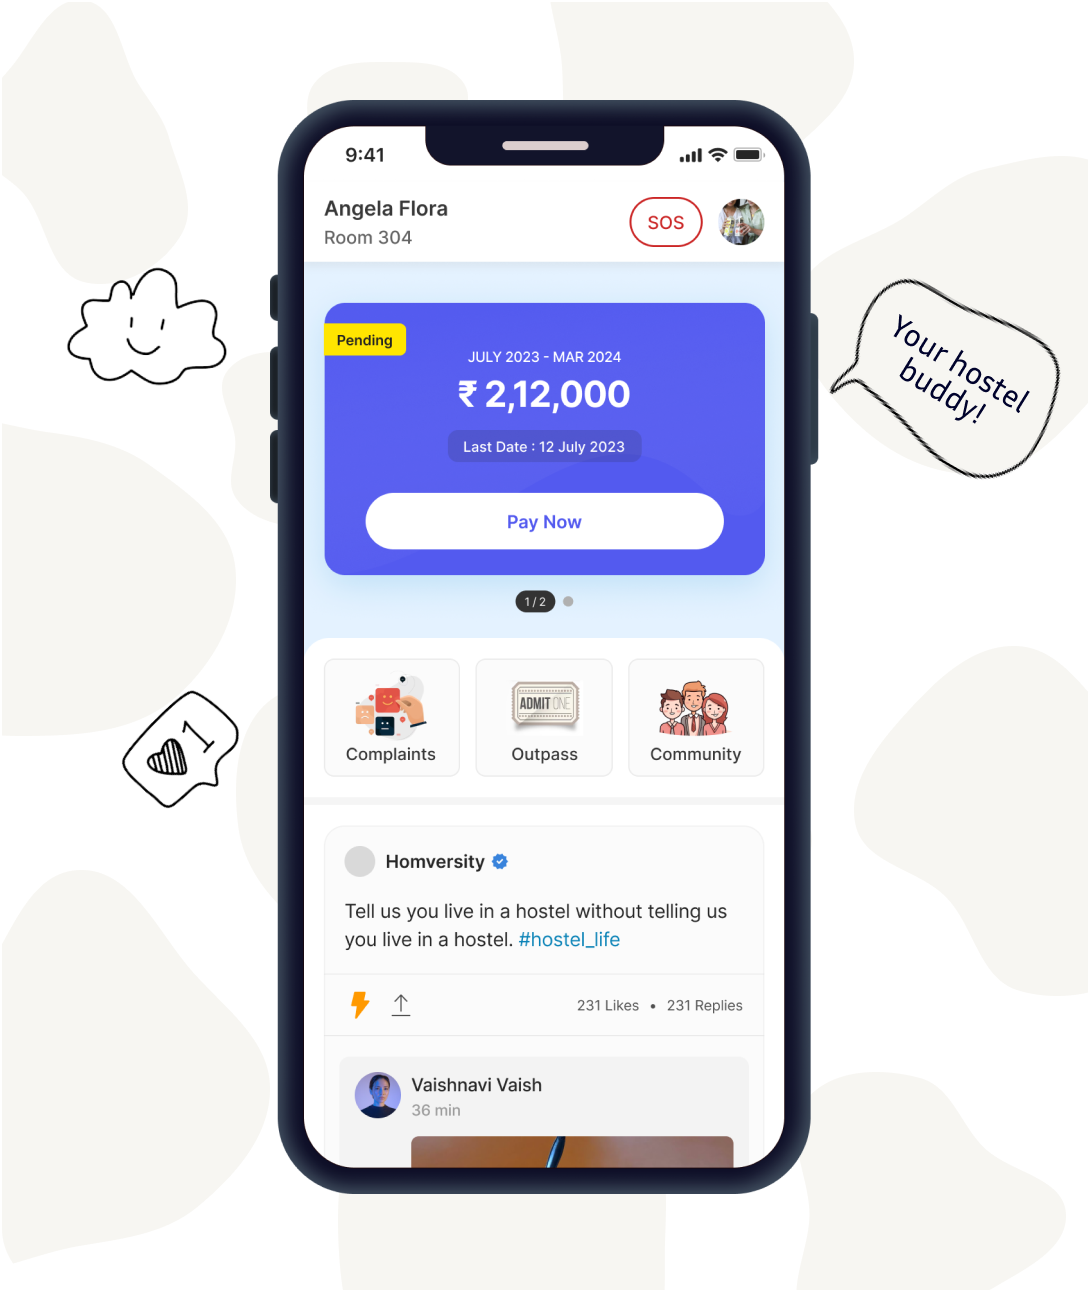 9:41
Angela Flora
Room 304
SOS
Pending
JULY 2023 - MAR 2024
₹ 2,12,000
Last Date : 12 July 2023
Pay Now
1 / 2
Your hostel
buddy!
1
ADMIT ONE
Complaints
Outpass
Community
Homversity
Tell us you live in a hostel without telling us
you live in a hostel. #hostel_life
231 Likes • 231 Replies
Vaishnavi Vaish
36 min